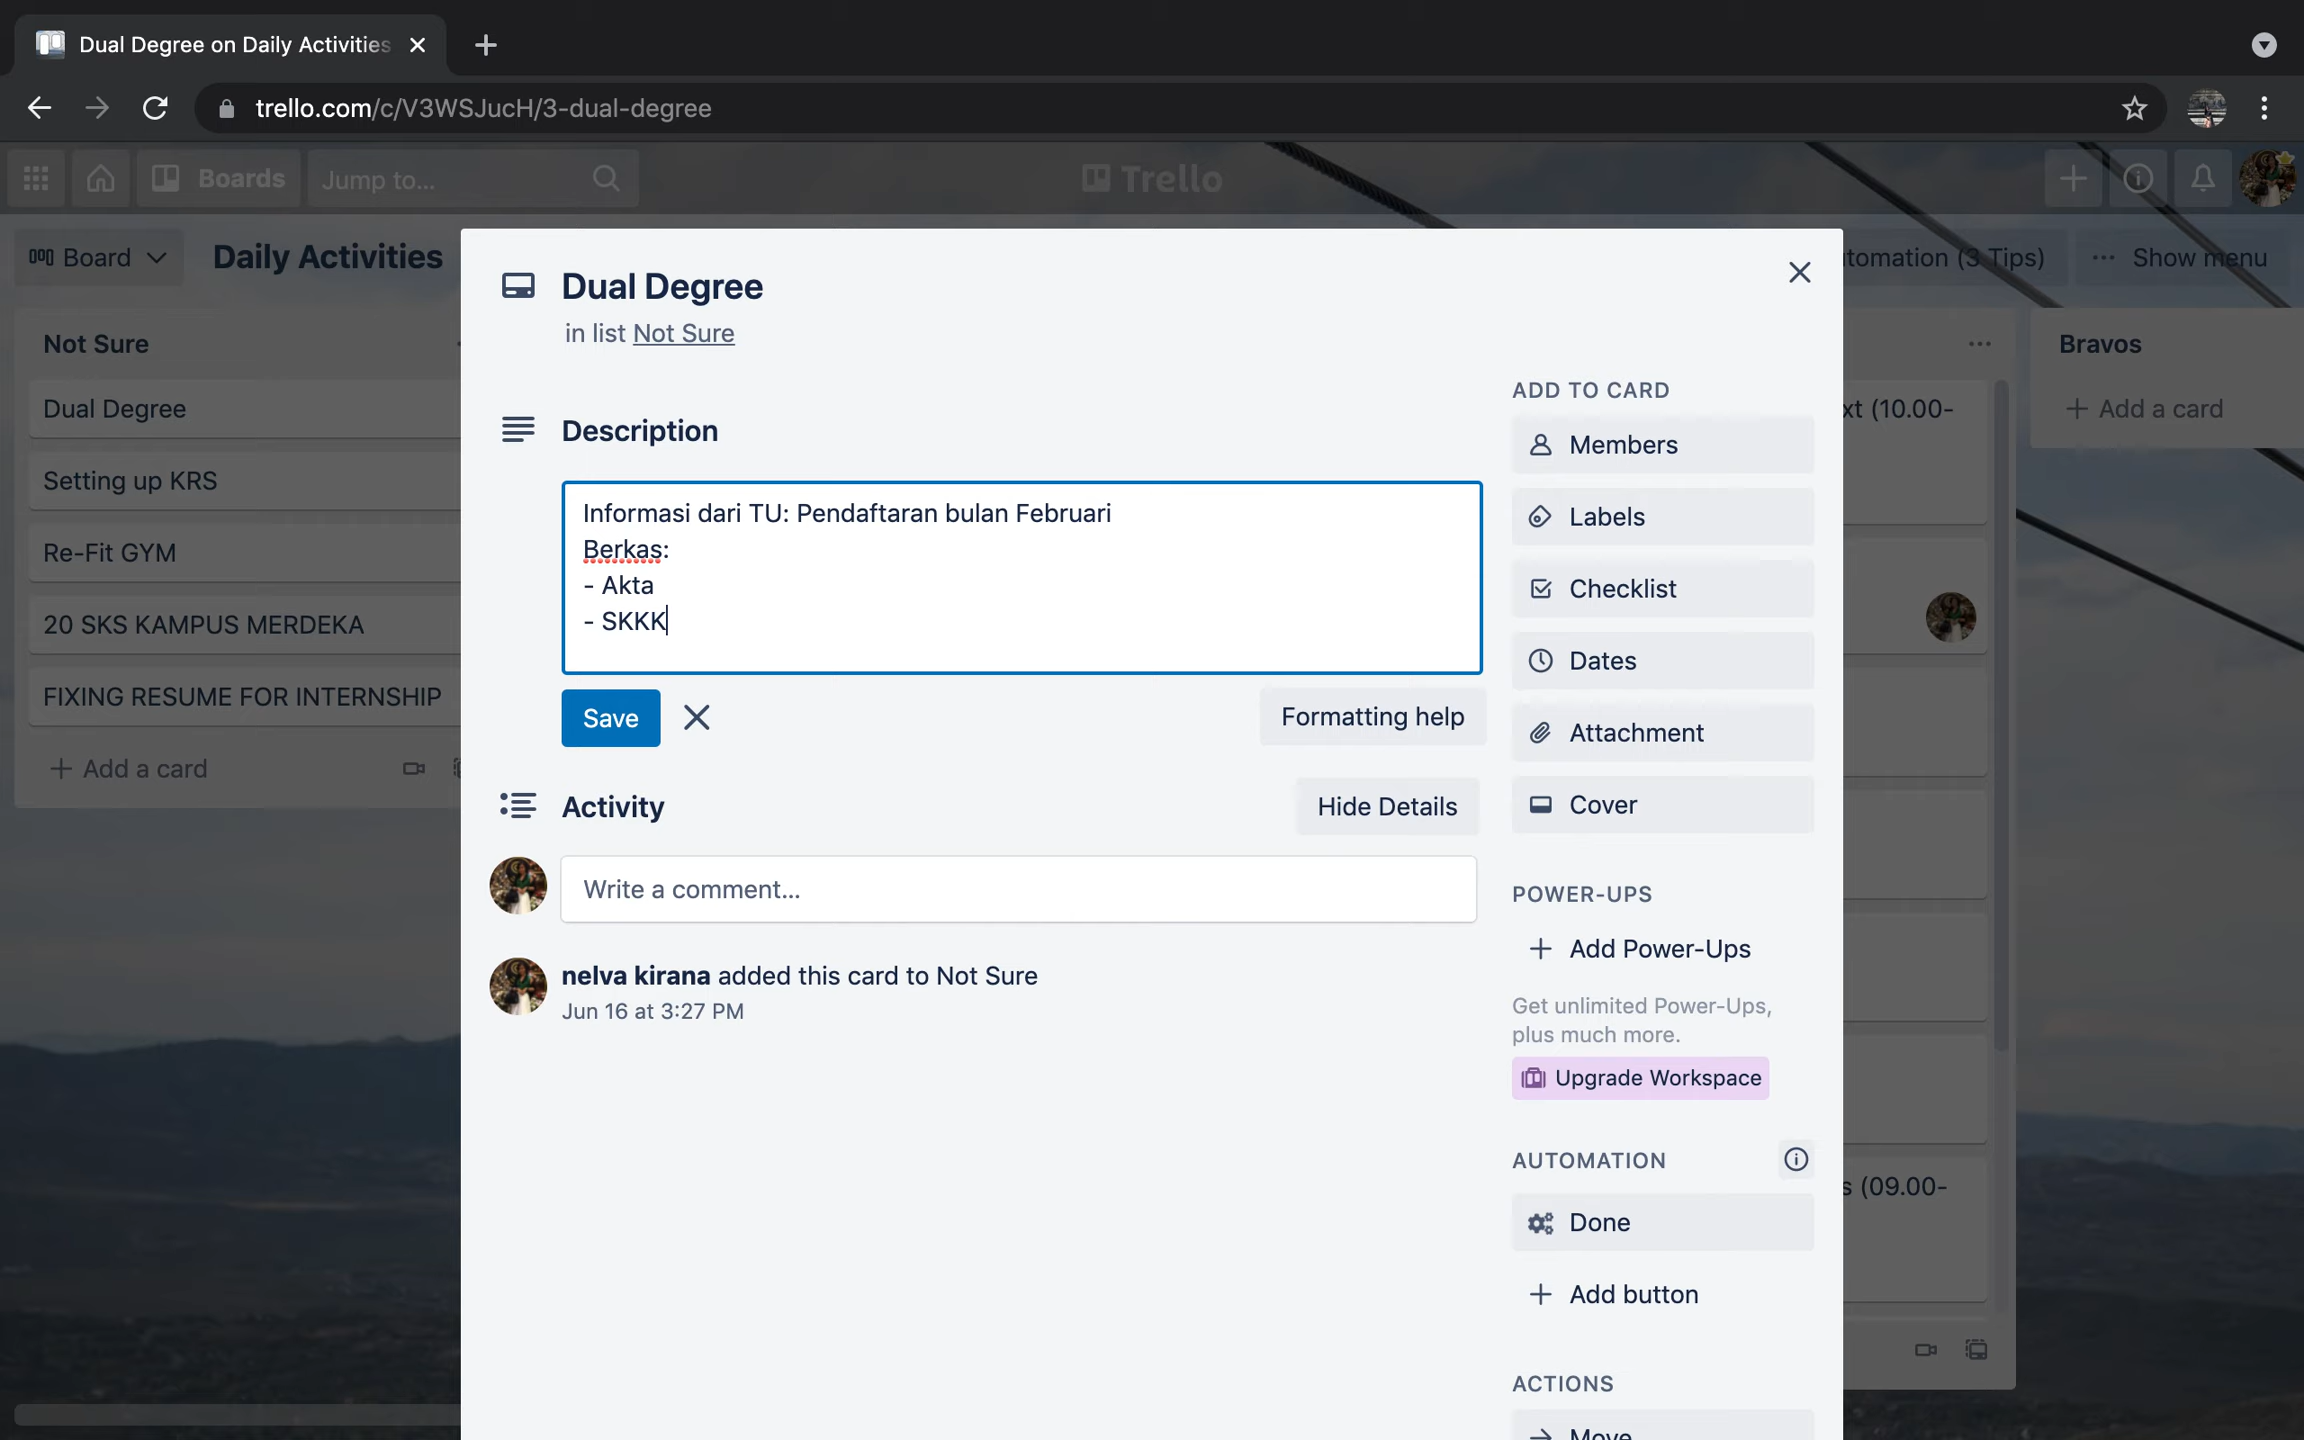 Dual Degree on Daily Activities
trello.com/c/V3WSJucH/3-dual-degree
Boards
Jump to...
Trello
Board
Daily Activities
tomation (3 Tips)
Show menu
Not Sure
Dual Degree
Setting up KRS
Re-Fit GYM
20 SKS KAMPUS MERDEKA
FIXING RESUME FOR INTERNSHIP
+ Add a card
Dual Degree
in list Not Sure
Description
Informasi dari TU: Pendaftaran bulan Februari
Berkas:
- Akta
- SKKK
Save
Formatting help
Activity
Hide Details
Write a comment...
nelva kirana added this card to Not Sure
Jun 16 at 3:27 PM
ADD TO CARD
Members
Labels
Checklist
Dates
Attachment
Cover
POWER-UPS
+ Add Power-Ups
Get unlimited Power-Ups,
plus much more.
Upgrade Workspace
AUTOMATION
Done
+ Add button
ACTIONS
Move
xt (10.00-
s (09.00-
Bravos
+ Add a card